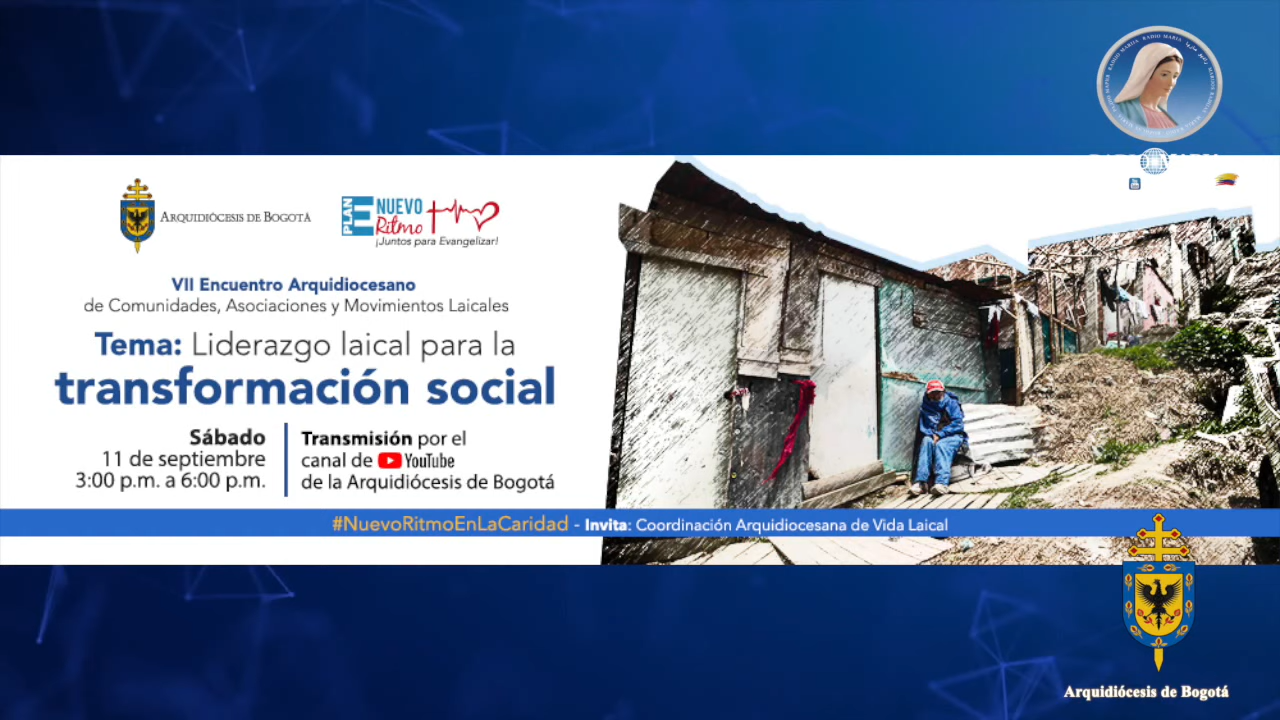 ARQUIDIÓCESIS DE BOGOTÁ
PLAN
E
NUEVO
Ritmo
¡Juntos para Evangelizar!
VII Encuentro Arquidiocesano
de Comunidades, Asociaciones y Movimientos Laicales
Tema: Liderazgo laical para la
transformación social
Sábado
11 de septiembre
3:00 p.m. a 6:00 p.m.
Transmisión por el
canal de YouTube
de la Arquidiócesis de Bogotá
#NuevoRitmoEnLaCaridad - Invita: Coordinación Arquidiocesana de Vida Laical
Arquidiócesis de Bogotá